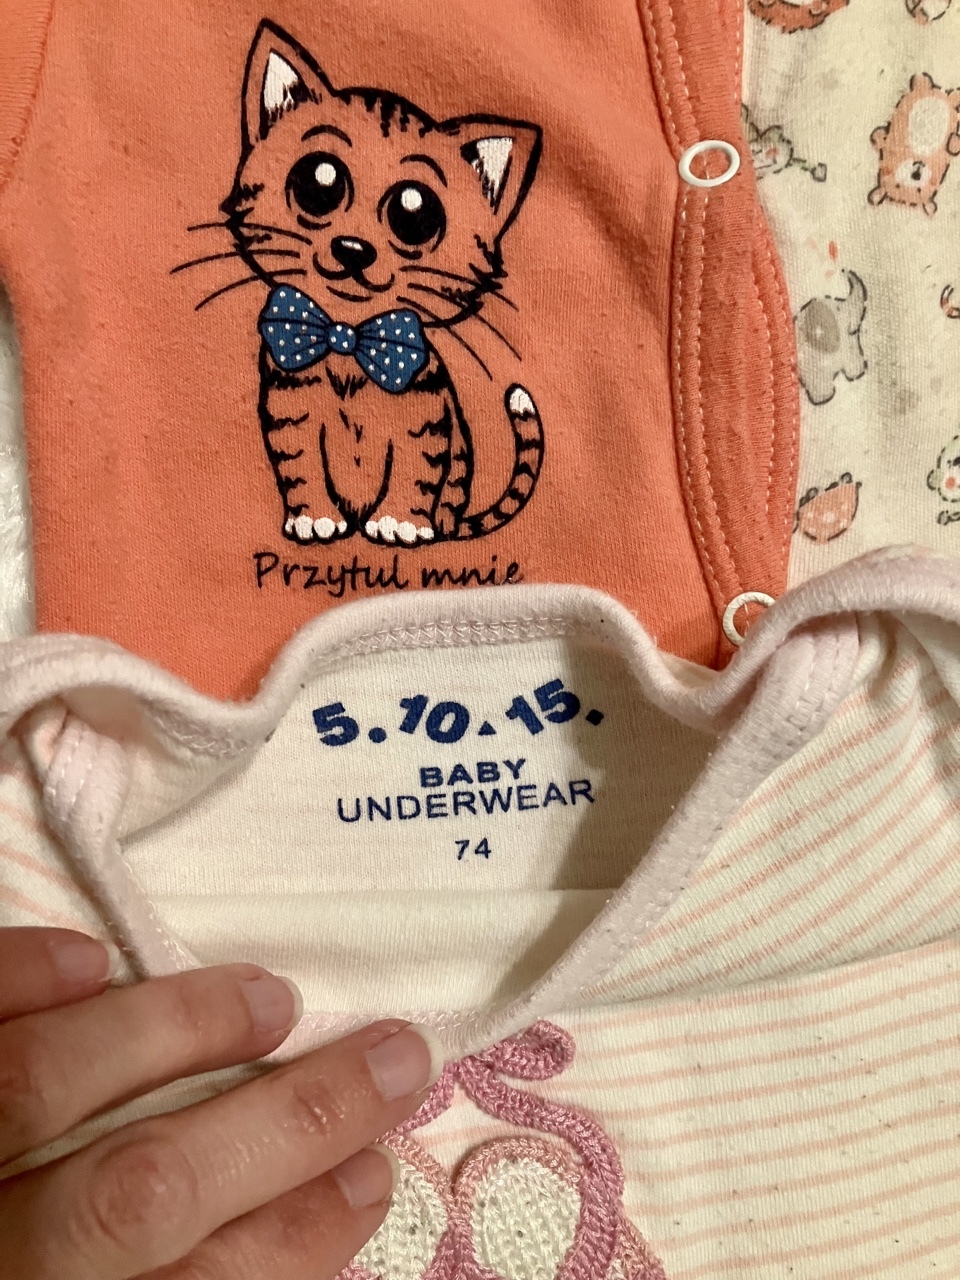 Przytul mnie
5.10.15.
BABY
UNDERWEAR
74